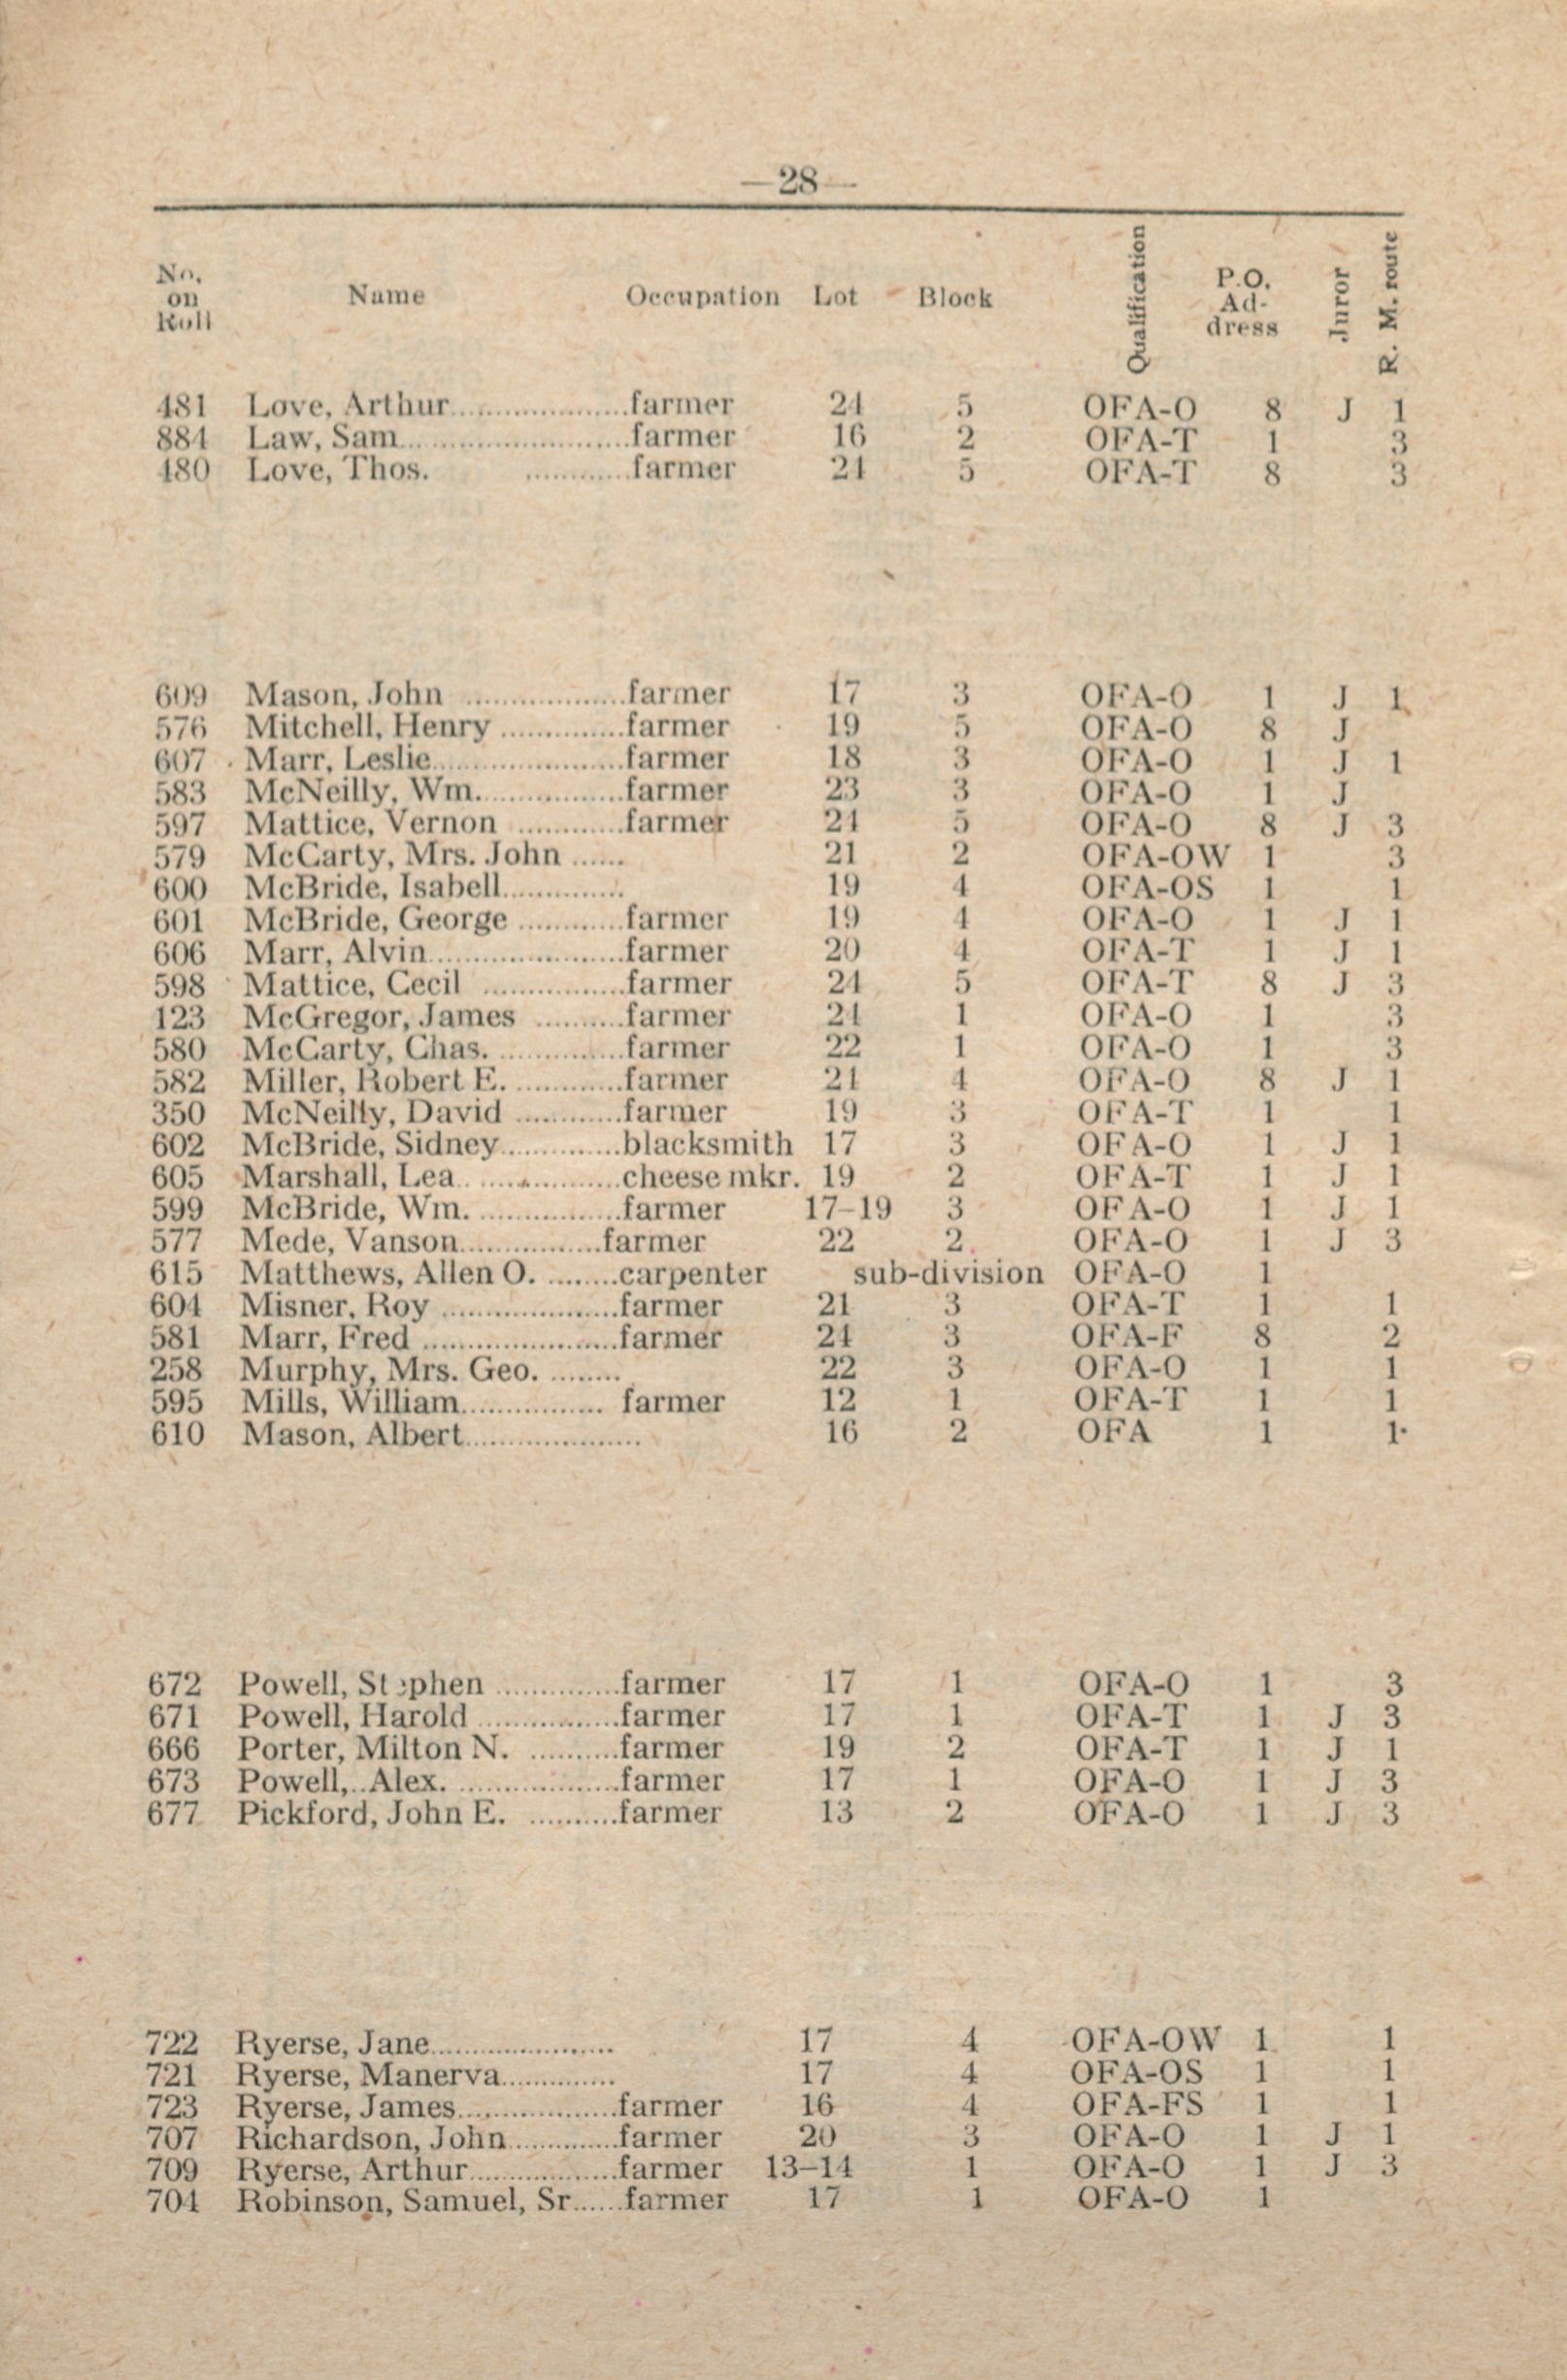 —28—
No. on Roll Name Occupation Lot Block Qualification P.O. Address Juror R. M. route
481 Love, Arthur....................farmer 24 5 OFA-O 8 J 1
884 Law, Sam..........................farmer 16 2 OFA-T 1 3
480 Love, Thos. ............farmer 24 5 OFA-T 8 3
609 Mason, John ..................farmer 17 3 OFA-O 1 J 1
576 Mitchell, Henry ..............farmer 19 5 OFA-O 8 J
607 Marr, Leslie......................farmer 18 3 OFA-O 1 J 1
583 McNeilly, Wm.................farmer 23 3 OFA-O 1 J
597 Mattice, Vernon ............farmer 24 5 OFA-O 8 J 3
579 McCarty, Mrs. John ...... 21 2 OFA-OW 1 3
600 McBride, Isabell.............. 19 4 OFA-OS 1 1
601 McBride, George ............farmer 19 4 OFA-O 1 J 1
606 Marr, Alvin......................farmer 20 4 OFA-T 1 J 1
598 Mattice, Cecil ................farmer 24 5 OFA-T 8 J 3
123 McGregor, James ..........farmer 24 1 OFA-O 1 3
580 McCarty, Chas. ..............farmer 22 1 OFA-O 1 3
582 Miller, Robert E. ............farmer 24 4 OFA-O 8 J 1
350 McNeilly, David ............farmer 19 3 OFA-T 1 1
602 McBride, Sidney..............blacksmith 17 3 OFA-O 1 J 1
605 Marshall, Lea..................cheese mkr. 19 2 OFA-T 1 J 1
599 McBride, Wm. ................farmer 17-19 3 OFA-O 1 J 1
577 Mede, Vanson................farmer 22 2 OFA-O 1 J 3
615 Matthews, Allen O. ........carpenter sub-division OFA-O 1
604 Misner, Roy ....................farmer 21 3 OFA-T 1 1
581 Marr, Fred ......................farmer 24 3 OFA-F 8 2
258 Murphy, Mrs. Geo. ........ 22 3 OFA-O 1 1
595 Mills, William................ farmer 12 1 OFA-T 1 1
610 Mason, Albert.................... 16 2 OFA 1 1
672 Powell, Stephen ..............farmer 17 1 OFA-O 1 3
671 Powell, Harold ................farmer 17 1 OFA-T 1 J 3
666 Porter, Milton N. ..........farmer 19 2 OFA-T 1 J 1
673 Powell, Alex. ..................farmer 17 1 OFA-O 1 J 3
677 Pickford, John E. ..........farmer 13 2 OFA-O 1 J 3
722 Ryerse, Jane.................... 17 4 OFA-OW 1 1
721 Ryerse, Manerva............. 17 4 OFA-OS 1 1
723 Ryerse, James..................farmer 16 4 OFA-FS 1 1
707 Richardson, John............farmer 20 3 OFA-O 1 J 1
709 Ryerse, Arthur................farmer 13-14 1 OFA-O 1 J 3
704 Robinson, Samuel, Sr......farmer 17 1 OFA-O 1